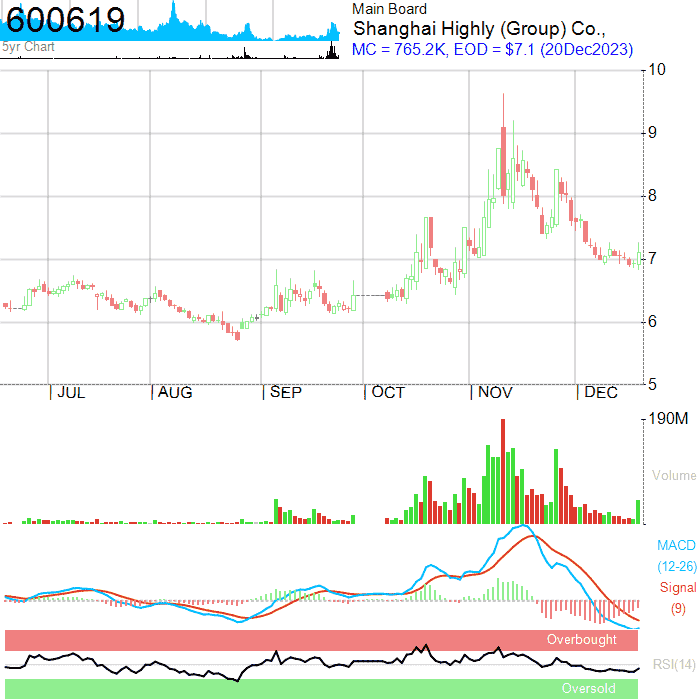 600619
5yr Chart
Main Board
Shanghai Highly (Group) Co.,
MC = 765.2K, EOD = $7.1 (20Dec2023)
10
9
8
7
6
5
JUL AUG SEP OCT NOV DEC
190M
Volume
MACD
(12-26)
Signal
(9)
Overbought
RSI(14)
Oversold